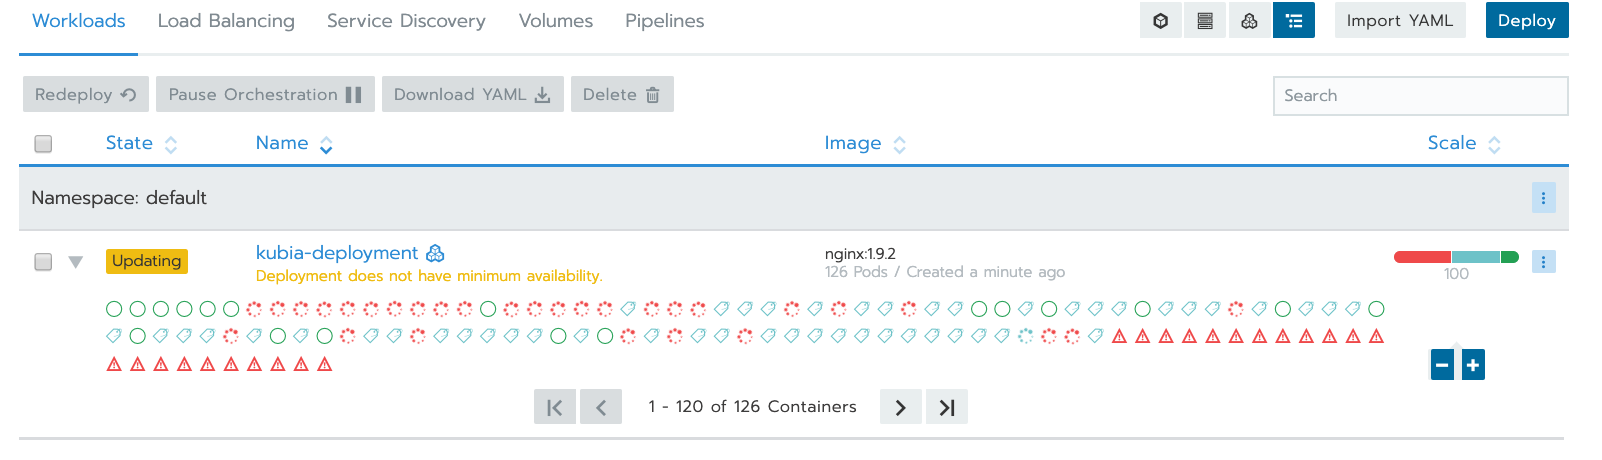 Workloads Load Balancing Service Discovery Volumes Pipelines Import YAML Deploy
Redeploy Pause Orchestration Download YAML Delete Search
State Name Image Scale
Namespace: default
Updating kubia-deployment nginx:1.9.2
Deployment does not have minimum availability. 126 Pods / Created a minute ago 100
1 - 120 of 126 Containers